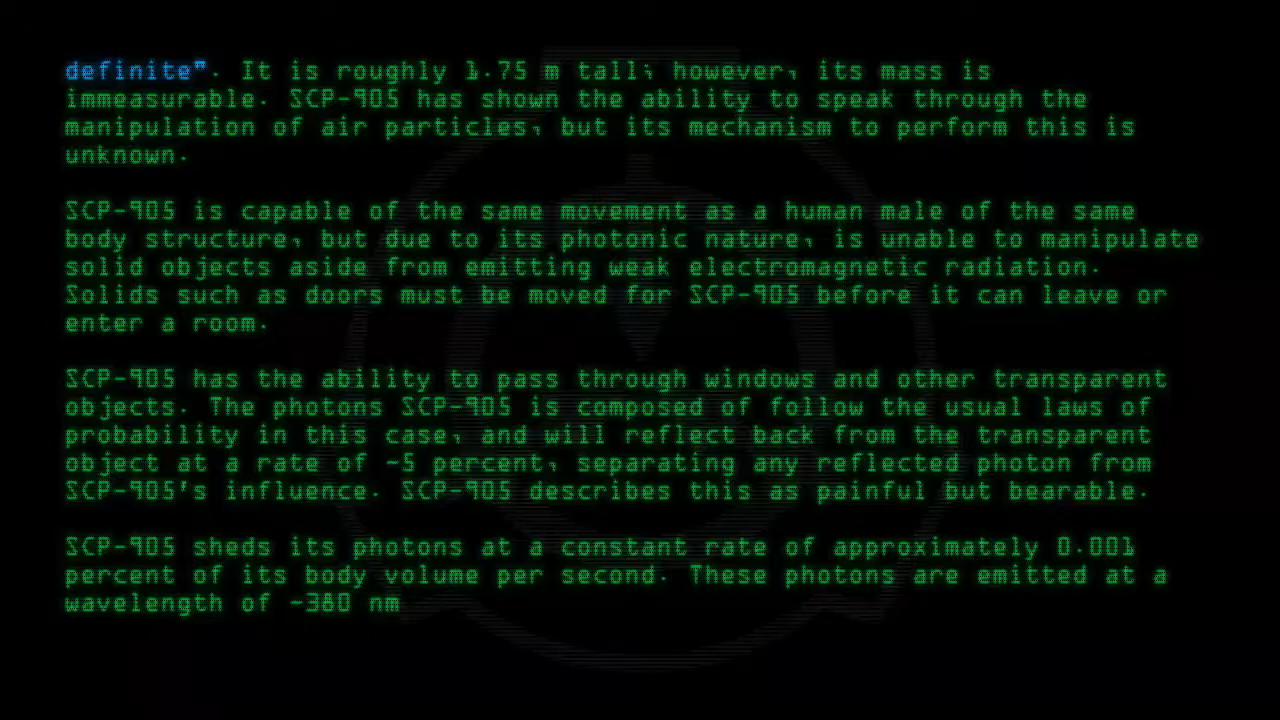 definite". It is roughly 1.75 m tall; however, its mass is
immeasurable. SCP-905 has shown the ability to speak through the
manipulation of air particles, but its mechanism to perform this is
unknown.
SCP-905 is capable of the same movement as a human male of the same
body structure, but due to its photonic nature, is unable to manipulate
solid objects aside from emitting weak electromagnetic radiation.
Solids such as doors must be moved for SCP-905 before it can leave or
enter a room.
SCP-905 has the ability to pass through windows and other transparent
objects. The photons SCP-905 is composed of follow the usual laws of
probability in this case, and will reflect back from the transparent
object at a rate of ~5 percent, separating any reflected photon from
SCP-905's influence. SCP-905 describes this as painful but bearable.
SCP-905 sheds its photons at a constant rate of approximately 0.001
percent of its body volume per second. These photons are emitted at a
wavelength of ~380 nm